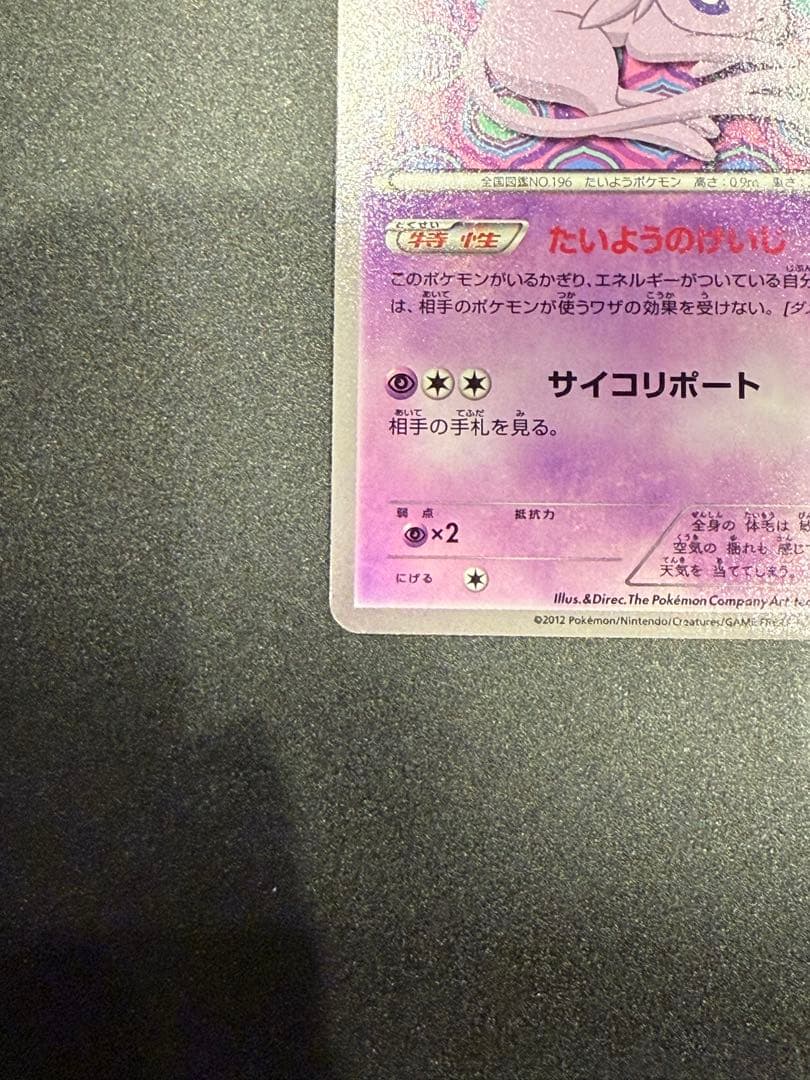 全国図鑑NO.196 たいようポケモン 高さ:0.9m
とくせい
特性 たいようのけいじ
このポケモンがいるかぎり、エネルギーがついている自分
は、相手のポケモンが使うワザの効果を受けない。[ダ
サイコリポート
相手の手札を見る。
弱点 抵抗力
×2
にげる
全身の 体毛は
空気の 揺れも 感じ
天気を 当ててしまう。
Illus.&Direc.The Pokémon Company Art
©2012 Pokémon/Nintendo/Creatures/GAME FREAK